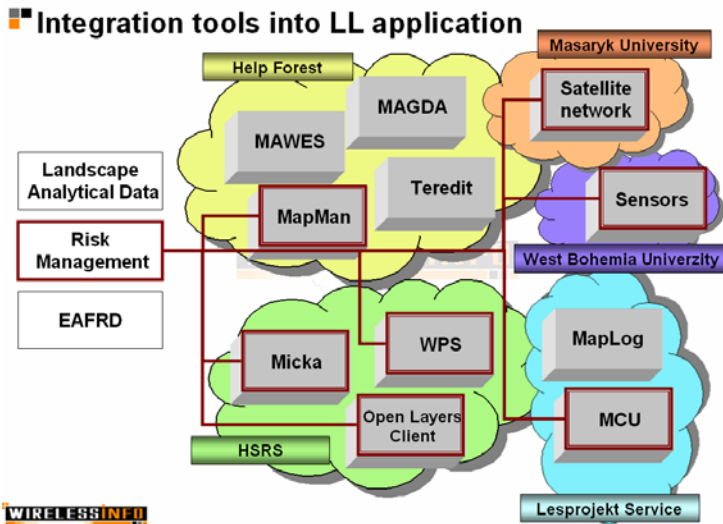 Integration tools into LL application
Masaryk University
Help Forest
Satellite
network
MAGDA
MAWES
Landscape
Analytical Data
Teredit
Sensors
MapMan
Risk
Management
West Bohemia Univerzity
EAFRD
MapLog
WPS
Micka
Open Layers
Client
MCU
HSRS
Lesprojekt Service
WIRELESSINFO